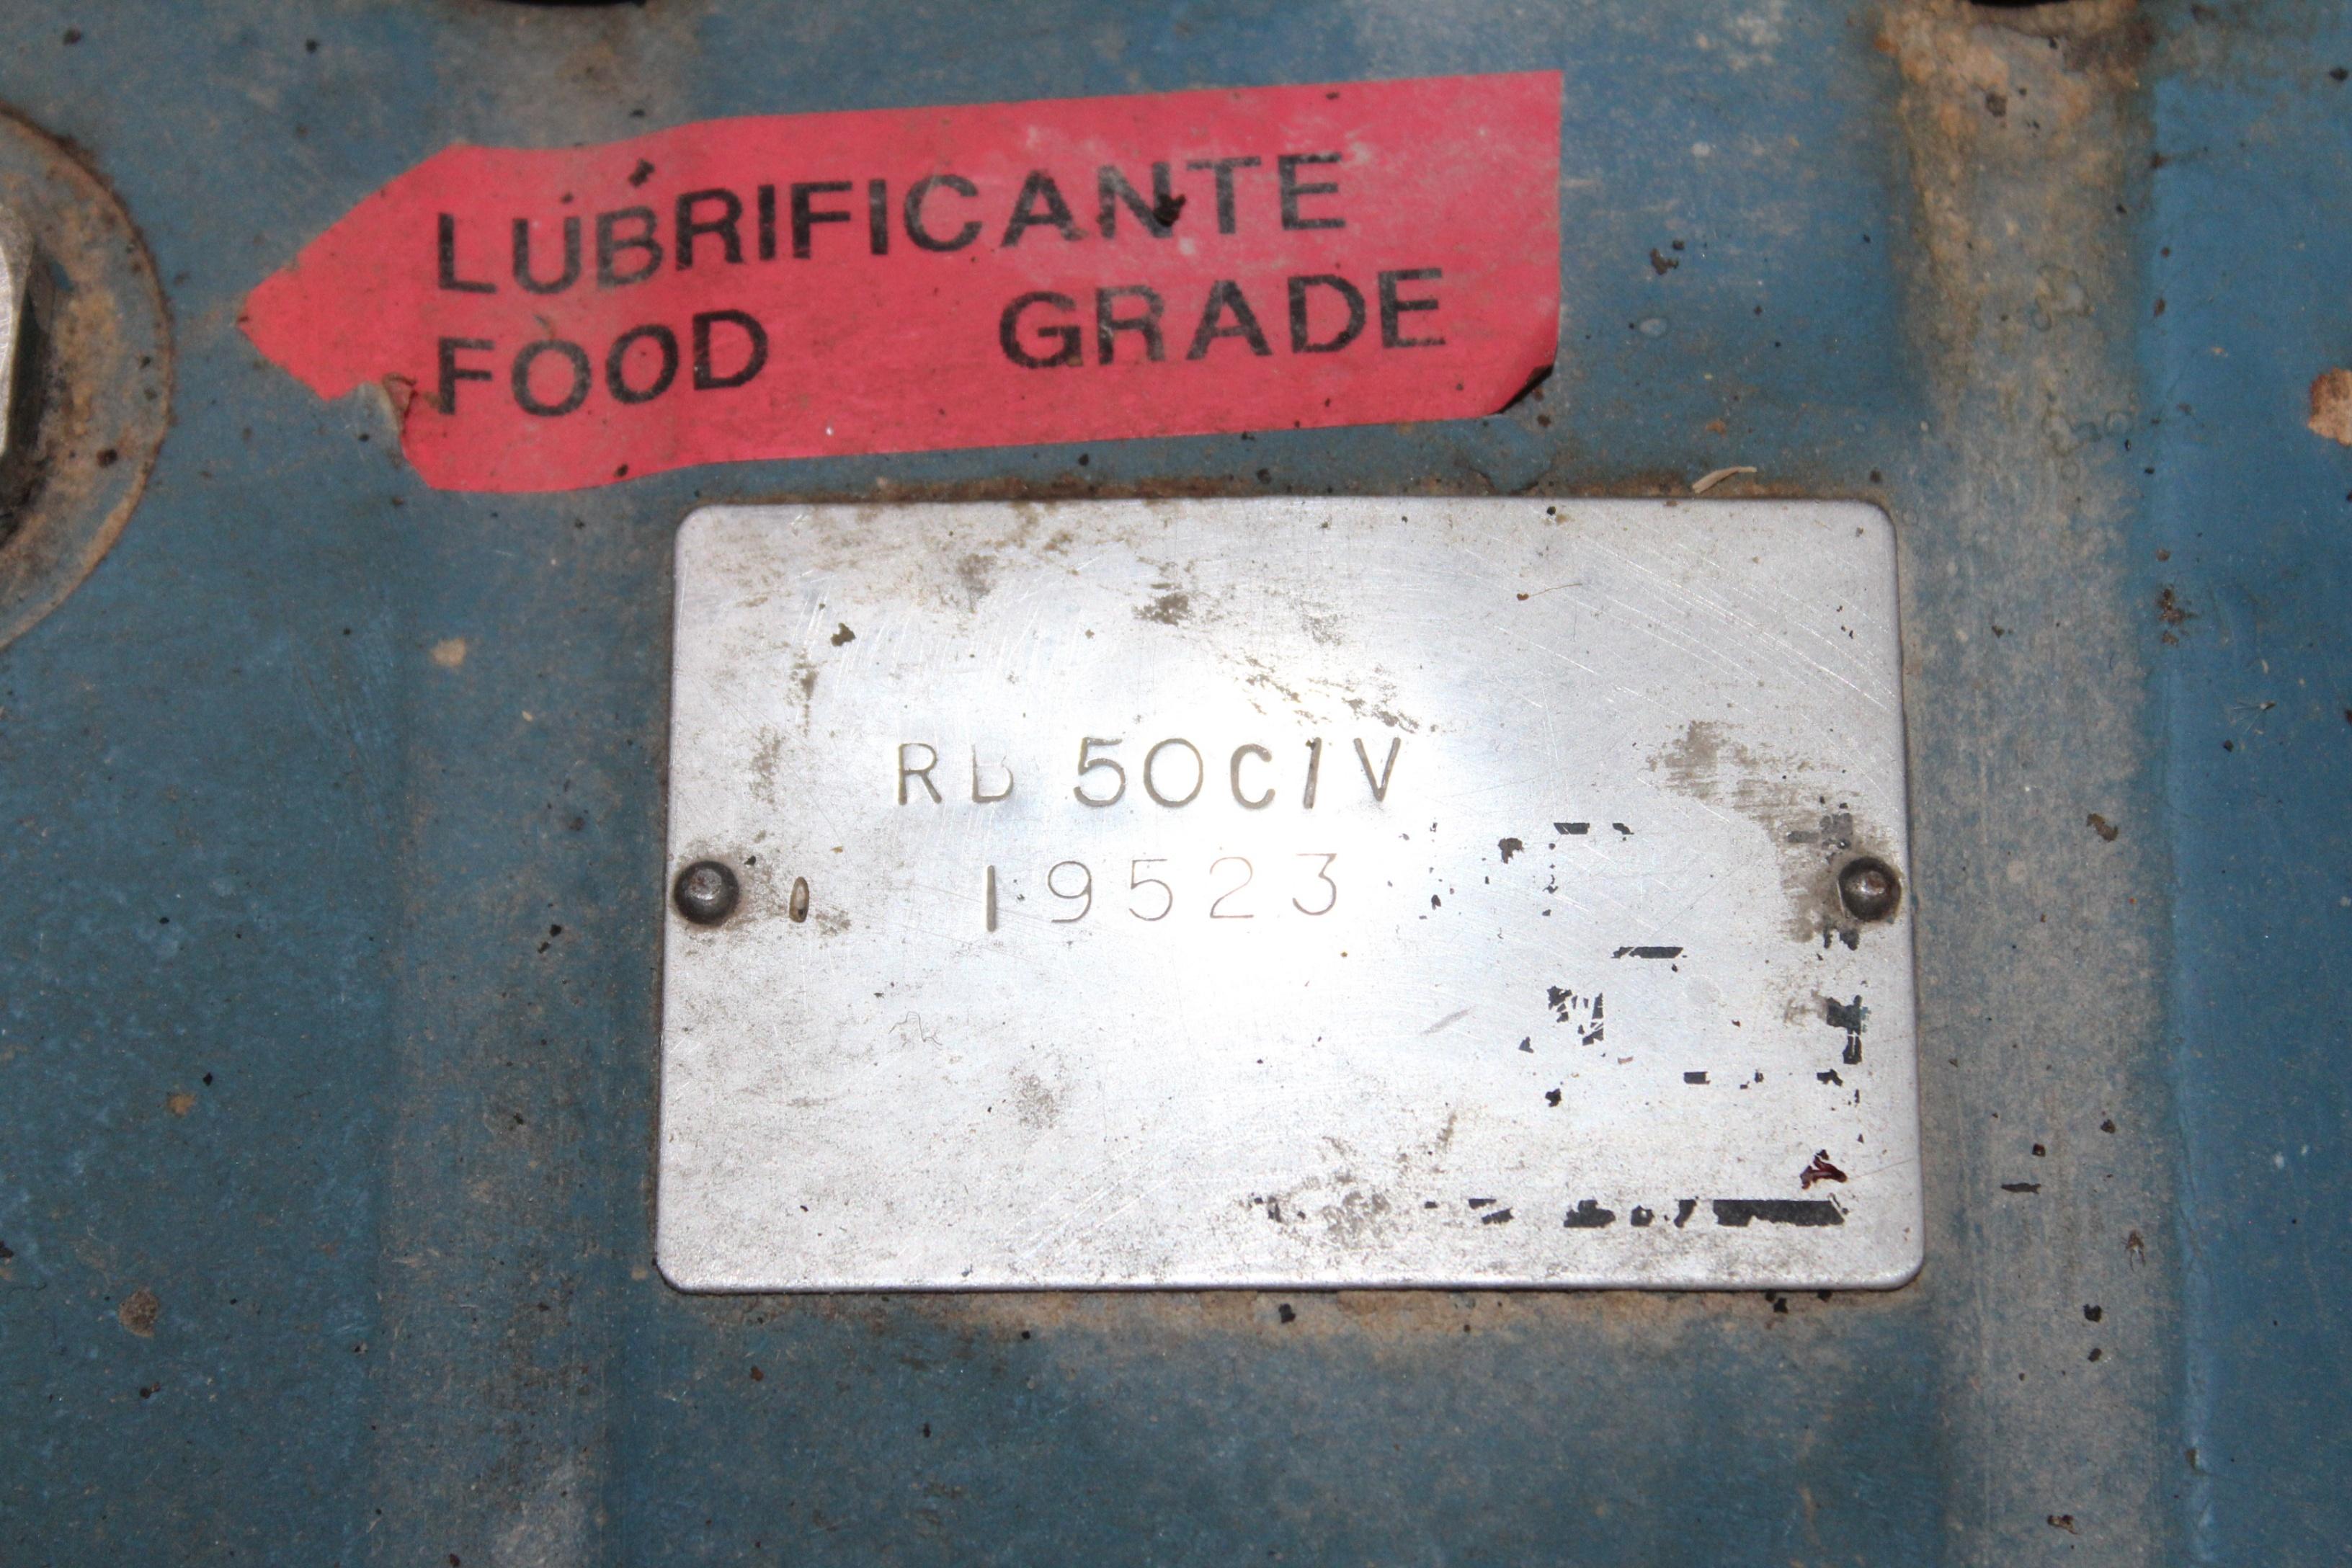 LUBRIFICANTE
FOOD GRADE
RB 50C/V
19523